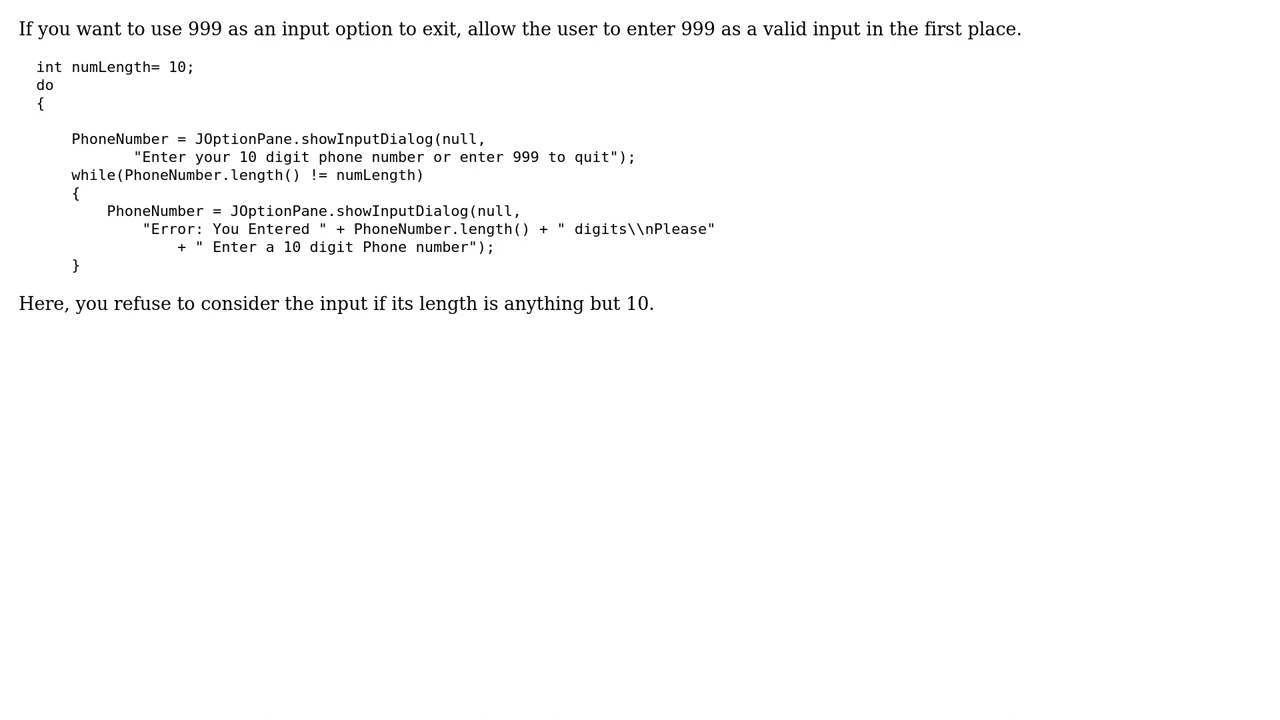 If you want to use 999 as an input option to exit, allow the user to enter 999 as a valid input in the first place.
int numLength= 10;
do
{
PhoneNumber = JOptionPane.showInputDialog(null,
"Enter your 10 digit phone number or enter 999 to quit");
while(PhoneNumber.length() != numLength)
{
PhoneNumber = JOptionPane.showInputDialog(null,
"Error: You Entered " + PhoneNumber.length() + " digits\\nPlease"
+ " Enter a 10 digit Phone number");
}
Here, you refuse to consider the input if its length is anything but 10.